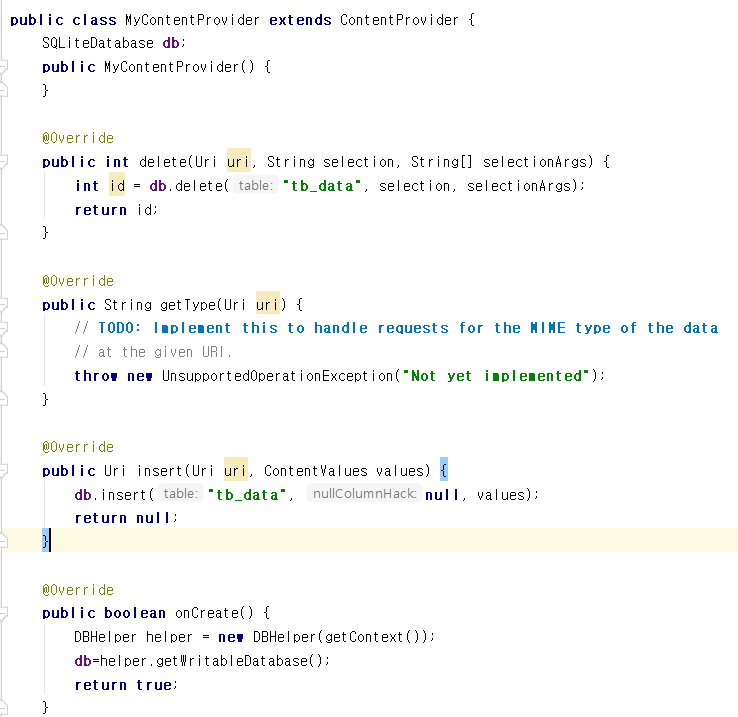 public class MyContentProvider extends ContentProvider {
    SQLiteDatabase db;
    public MyContentProvider() {
    }

    @Override
    public int delete(Uri uri, String selection, String[] selectionArgs) {
        int id = db.delete( table: "tb_data", selection, selectionArgs);
        return id;
    }

    @Override
    public String getType(Uri uri) {
        // TODO: Implement this to handle requests for the MIME type of the data
        // at the given URI.
        throw new UnsupportedOperationException("Not yet implemented");
    }

    @Override
    public Uri insert(Uri uri, ContentValues values) {
        db.insert( table: "tb_data", nullColumnHack: null, values);
        return null;
    }

    @Override
    public boolean onCreate() {
        DBHelper helper = new DBHelper(getContext());
        db=helper.getWritableDatabase();
        return true;
    }